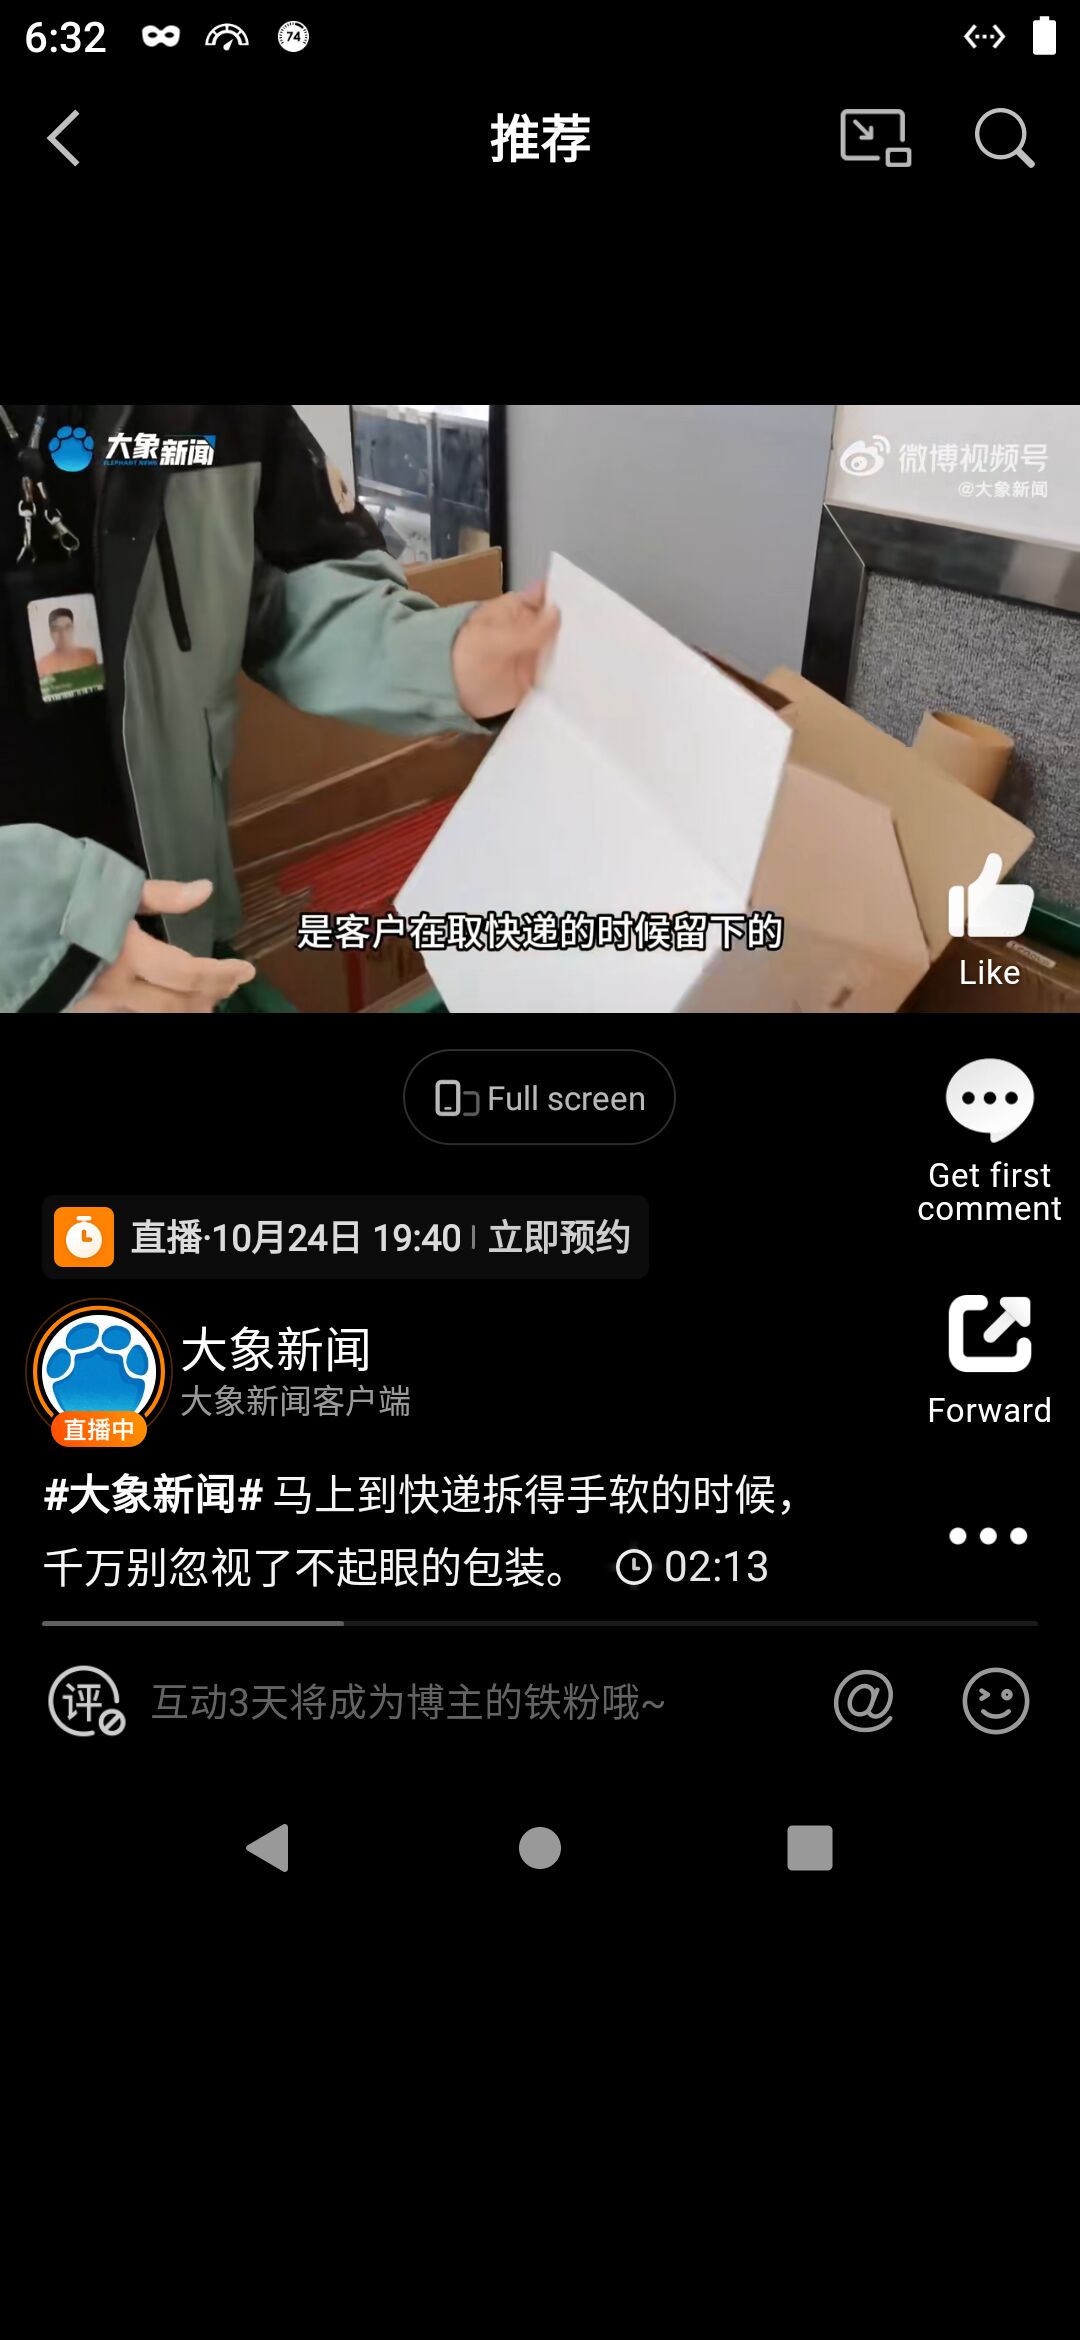 6:32
74
推荐
大象新闻
ELEPHANT NEWS
微博视频号
@大象新闻
是客户在取快递的时候留下的
Like
Full screen
Get first
comment
直播·10月24日 19:40 | 立即预约
大象新闻
大象新闻客户端
直播中
Forward
#大象新闻# 马上到快递拆得手软的时候，
千万别忽视了不起眼的包装。 02:13
评
互动3天将成为博主的铁粉哦~